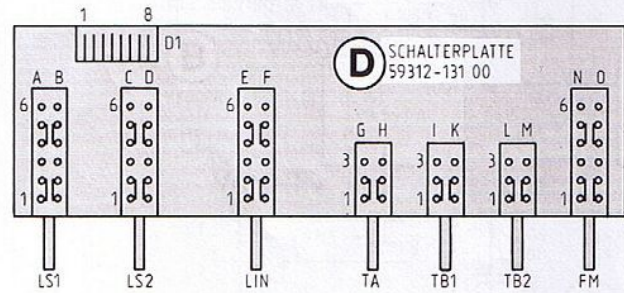 1 8
D1
D SCHALTERPLATTE
59312-131 00
A B C D E F G H I K L M N O
6 6 6 3 3 3 6
1 1 1 1 1 1 1
LS1 LS2 LIN TA TB1 TB2 FM